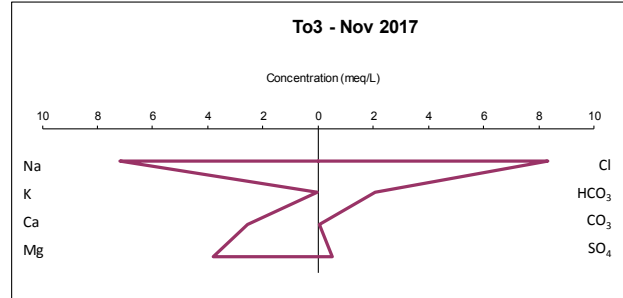 To3 - Nov 2017
Concentration (meq/L)
10 8 6 4 2 0 2 4 6 8 10
Na Cl
K HCO₃
Ca CO₃
Mg SO₄